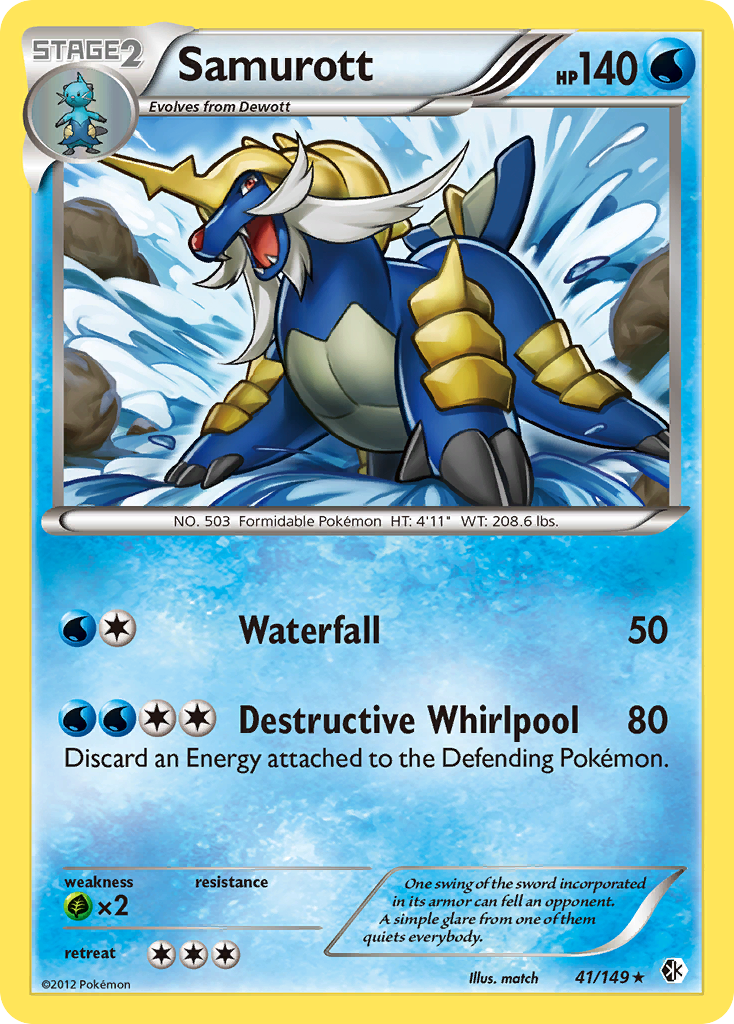 STAGE2
Samurott
HP140
Evolves from Dewott
NO. 503 Formidable Pokémon HT: 4'11" WT: 208.6 lbs.
Waterfall 50
Destructive Whirlpool 80
Discard an Energy attached to the Defending Pokémon.
weakness resistance
×2
retreat
One swing of the sword incorporated
in its armor can fell an opponent.
A simple glare from one of them
quiets everybody.
©2012 Pokémon
Illus. match
41/149★